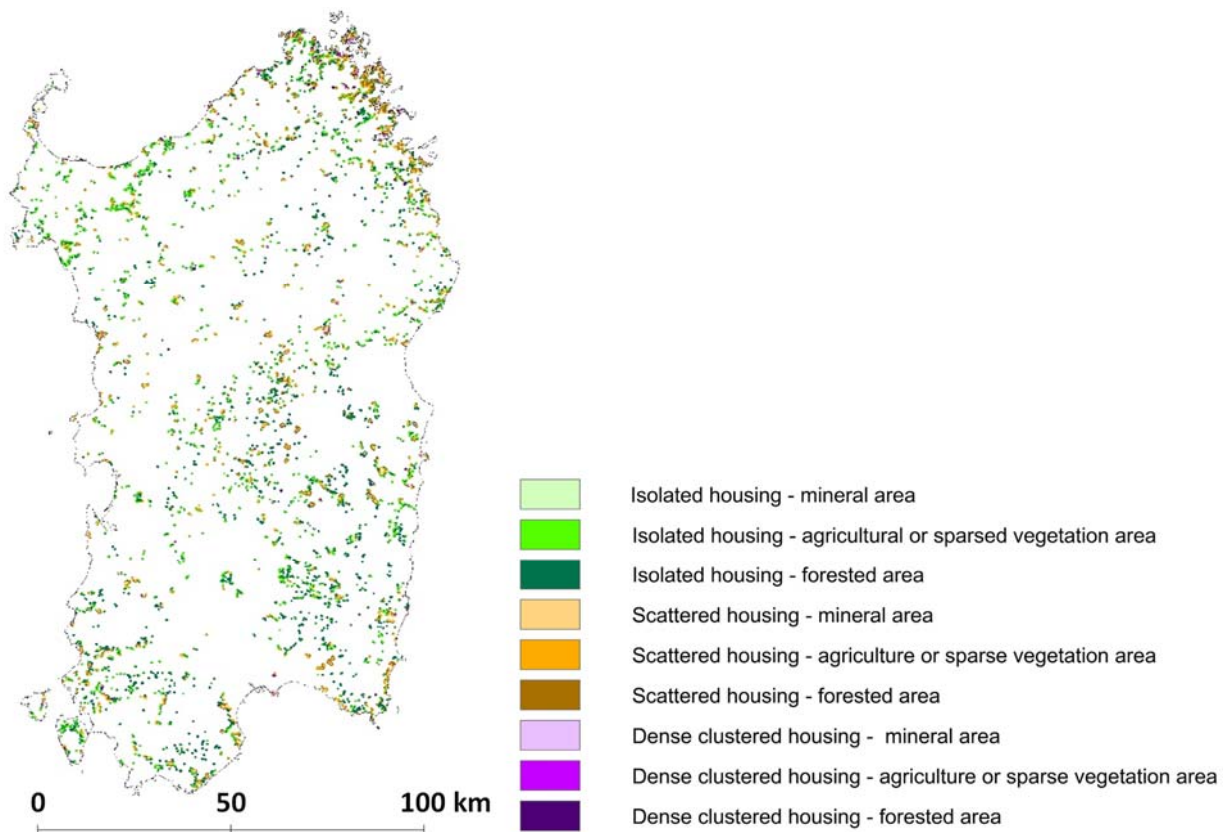 Isolated housing - mineral area
Isolated housing - agricultural or sparsed vegetation area
Isolated housing - forested area
Scattered housing - mineral area
Scattered housing - agriculture or sparse vegetation area
Scattered housing - forested area
Dense clustered housing - mineral area
Dense clustered housing - agriculture or sparse vegetation area
Dense clustered housing - forested area
0 50 100 km